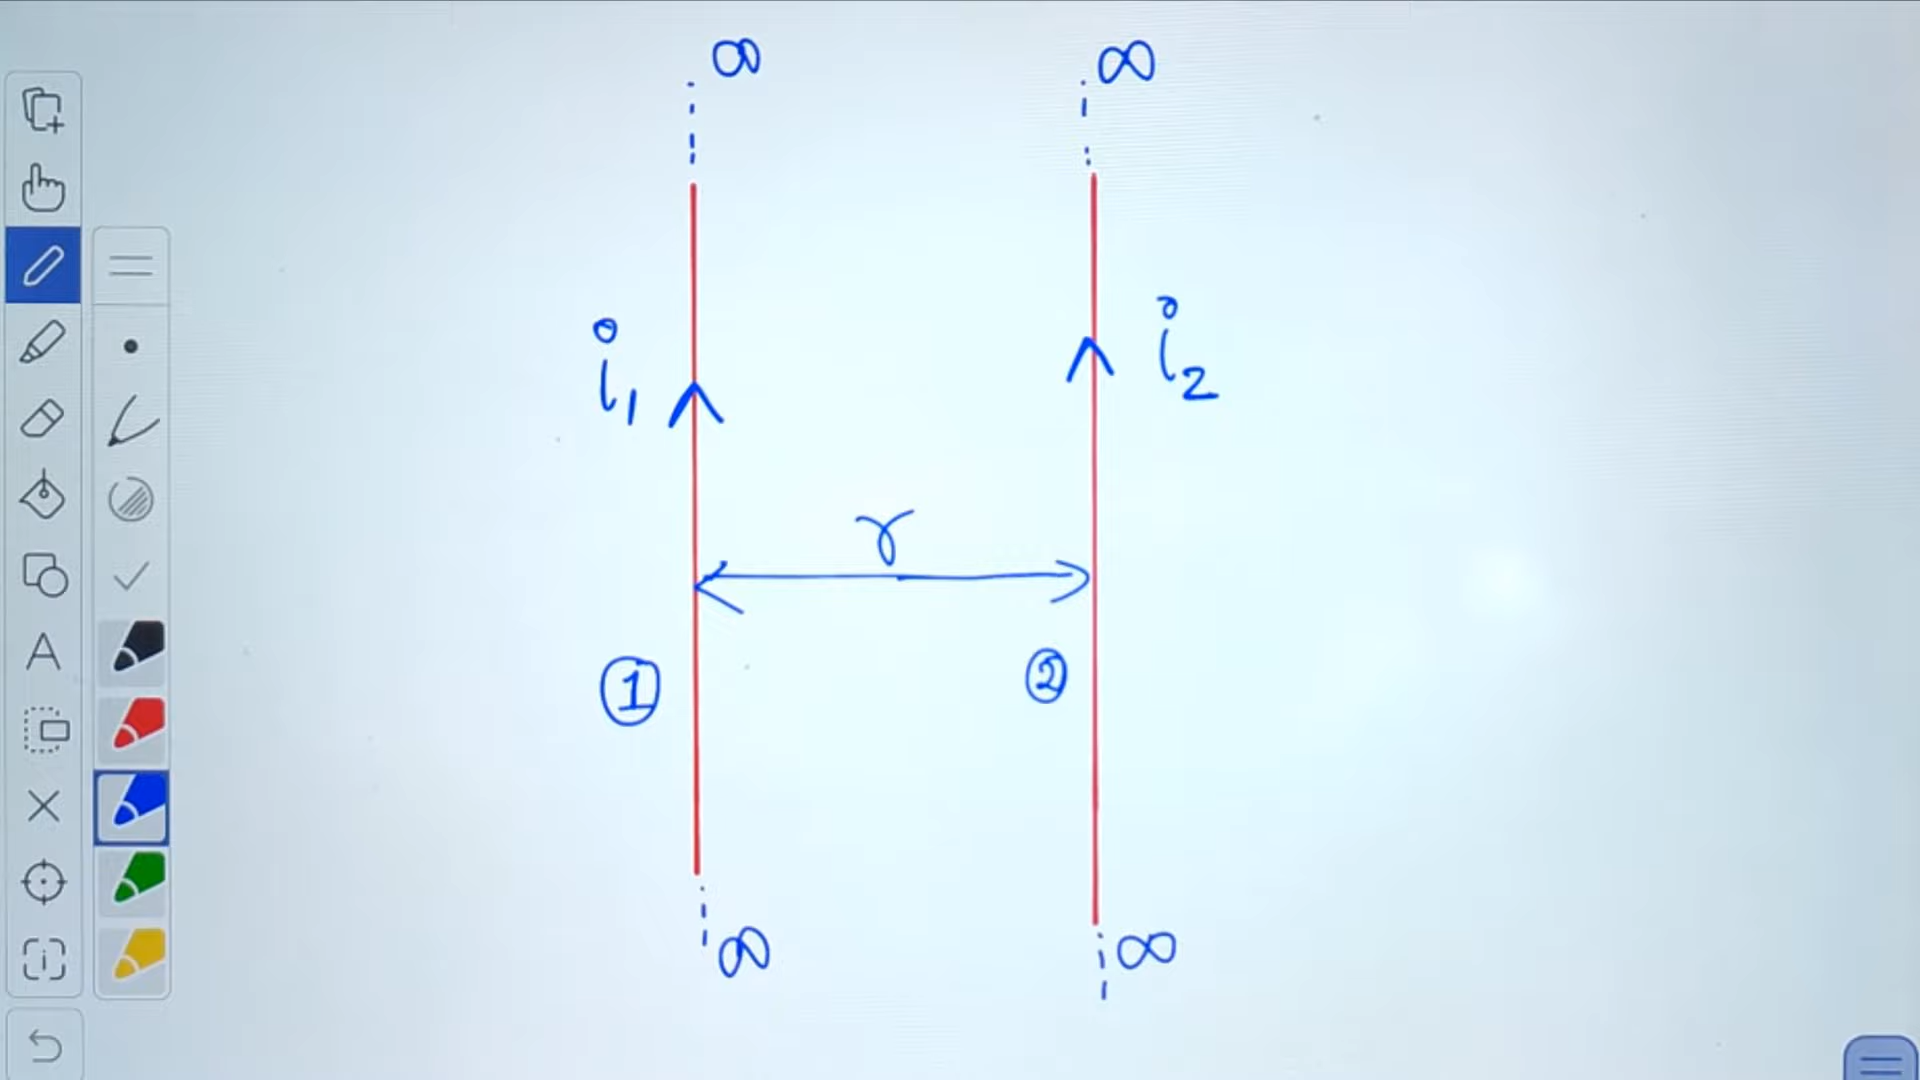 ∞ ∞
i₁ i₂
r
① ②
∞ ∞
A